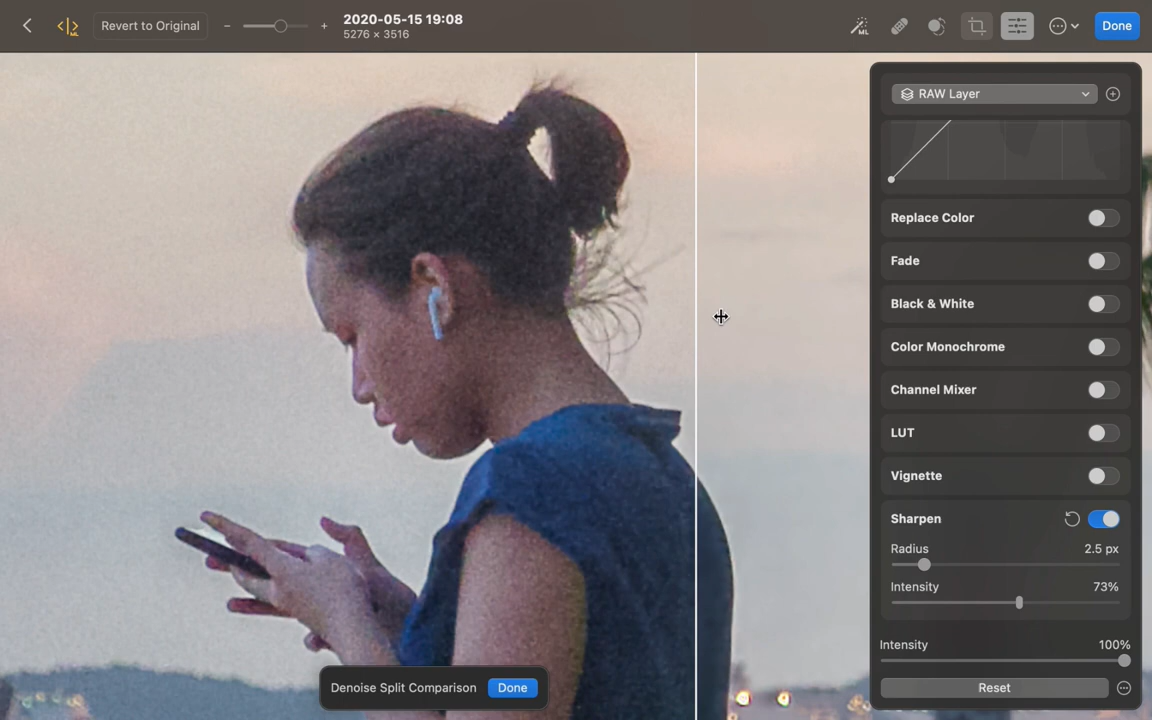 Revert to Original
2020-05-15 19:08
5276 × 3516
ML
ML
Done
RAW Layer
Replace Color
Fade
Black & White
Color Monochrome
Channel Mixer
LUT
Vignette
Sharpen
Radius 2.5 px
Intensity 73%
Intensity 100%
Reset
Denoise Split Comparison Done